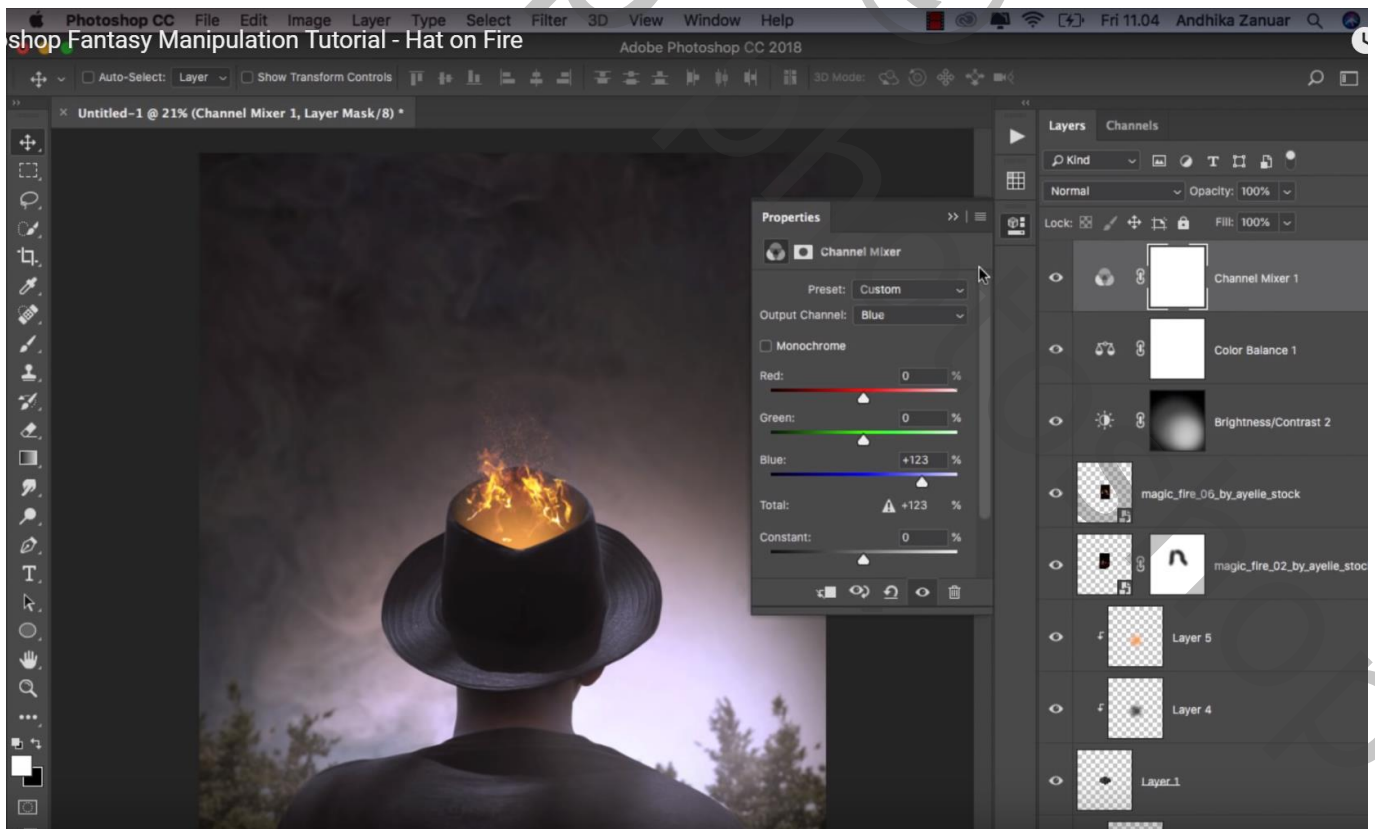 Photoshop CC File Edit Image Layer Type Select Filter 3D View Window Help Fri 11.04 Andhika Zanuar
shop Fantasy Manipulation Tutorial - Hat on Fire
Adobe Photoshop CC 2018
Auto-Select: Layer Show Transform Controls 3D Mode:
× Untitled-1 @ 21% (Channel Mixer 1, Layer Mask/8) *
Properties
Channel Mixer
Preset: Custom
Output Channel: Blue
Monochrome
Red: 0 %
Green: 0 %
Blue: +123 %
Total: +123 %
Constant: 0 %
Layers Channels
Kind
Normal Opacity: 100%
Lock: Fill: 100%
Channel Mixer 1
Color Balance 1
Brightness/Contrast 2
magic_fire_06_by_ayelie_stock
magic_fire_02_by_ayelie_stoc
Layer 5
Layer 4
Layer 1